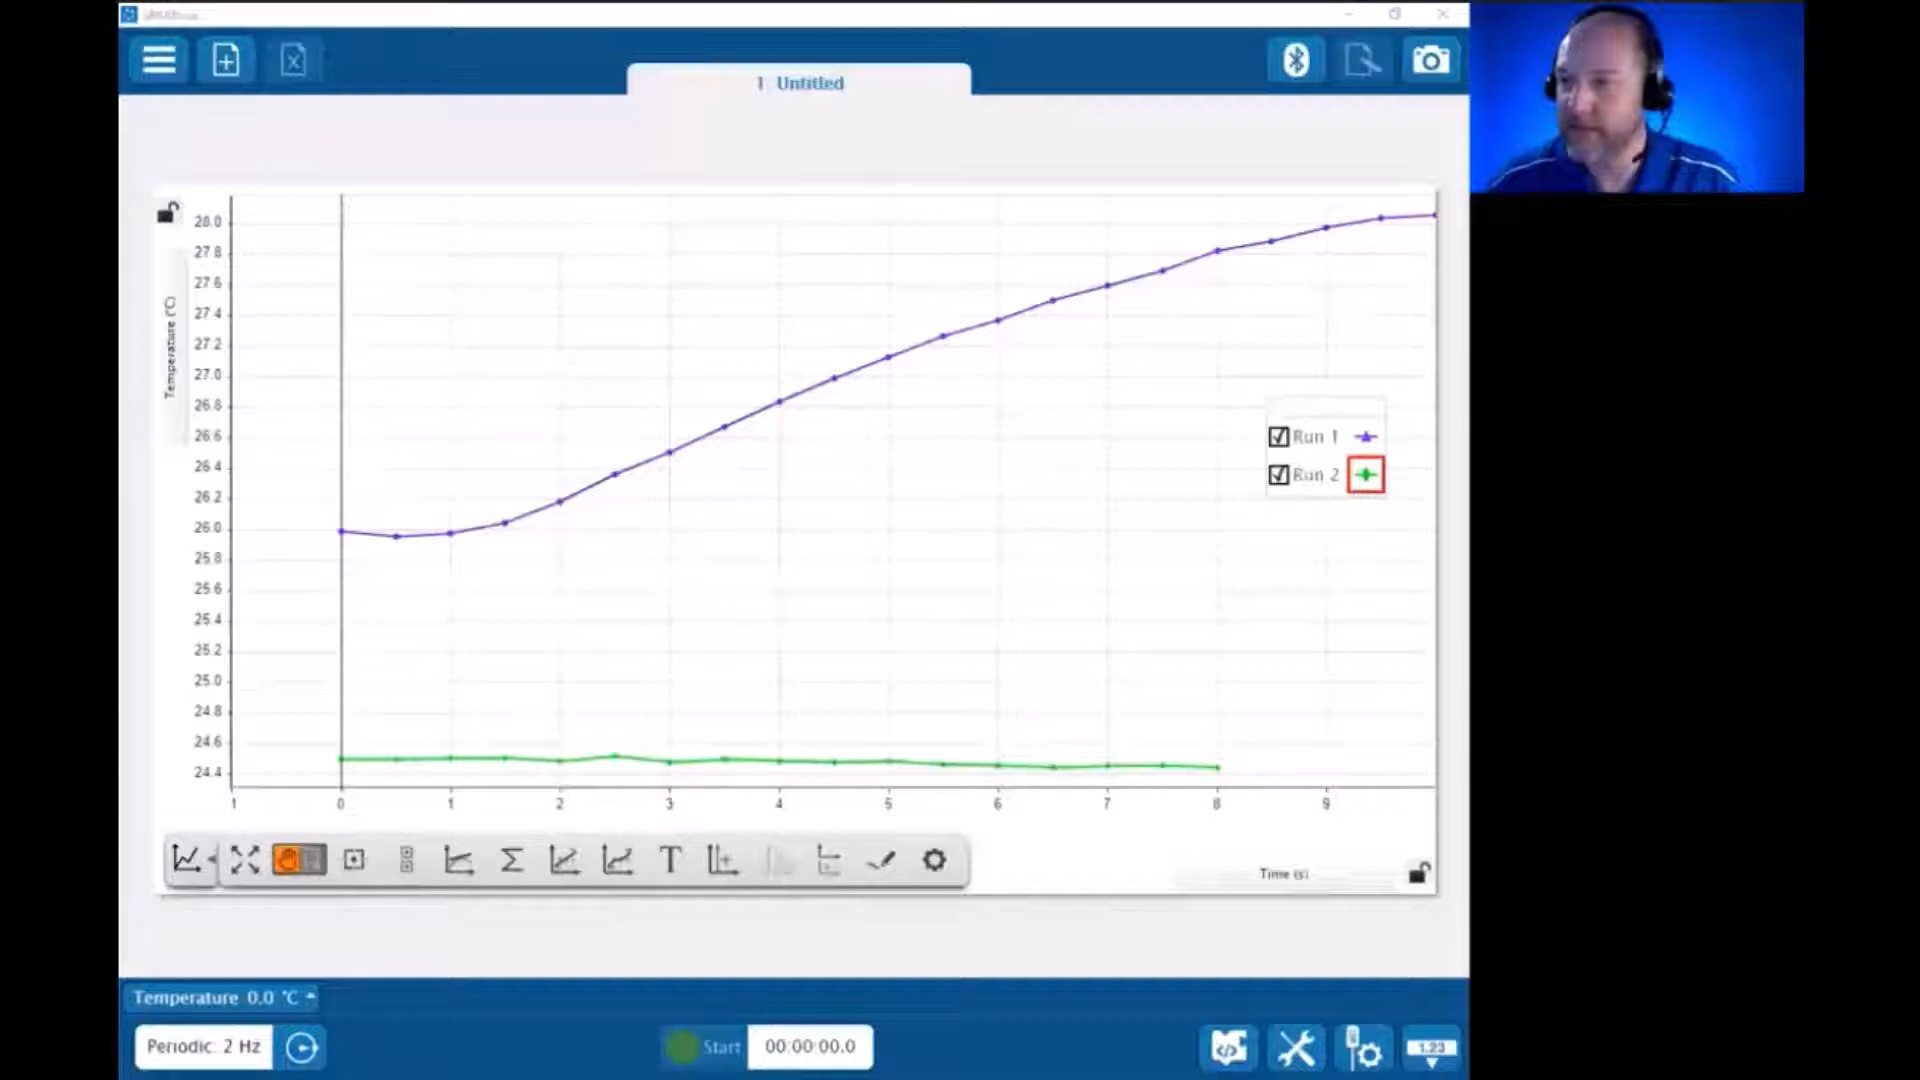 1 Untitled
28.0
27.8
27.6
27.4
27.2
27.0
26.8
26.6
26.4
26.2
26.0
25.8
25.6
25.4
25.2
25.0
24.8
24.6
24.4
Temperature (°C)
Run 1
Run 2
1 0 1 2 3 4 5 6 7 8 9
T
Time (s)
Temperature 0.0 °C
Periodic: 2 Hz
Start 00:00:00.0
1.23